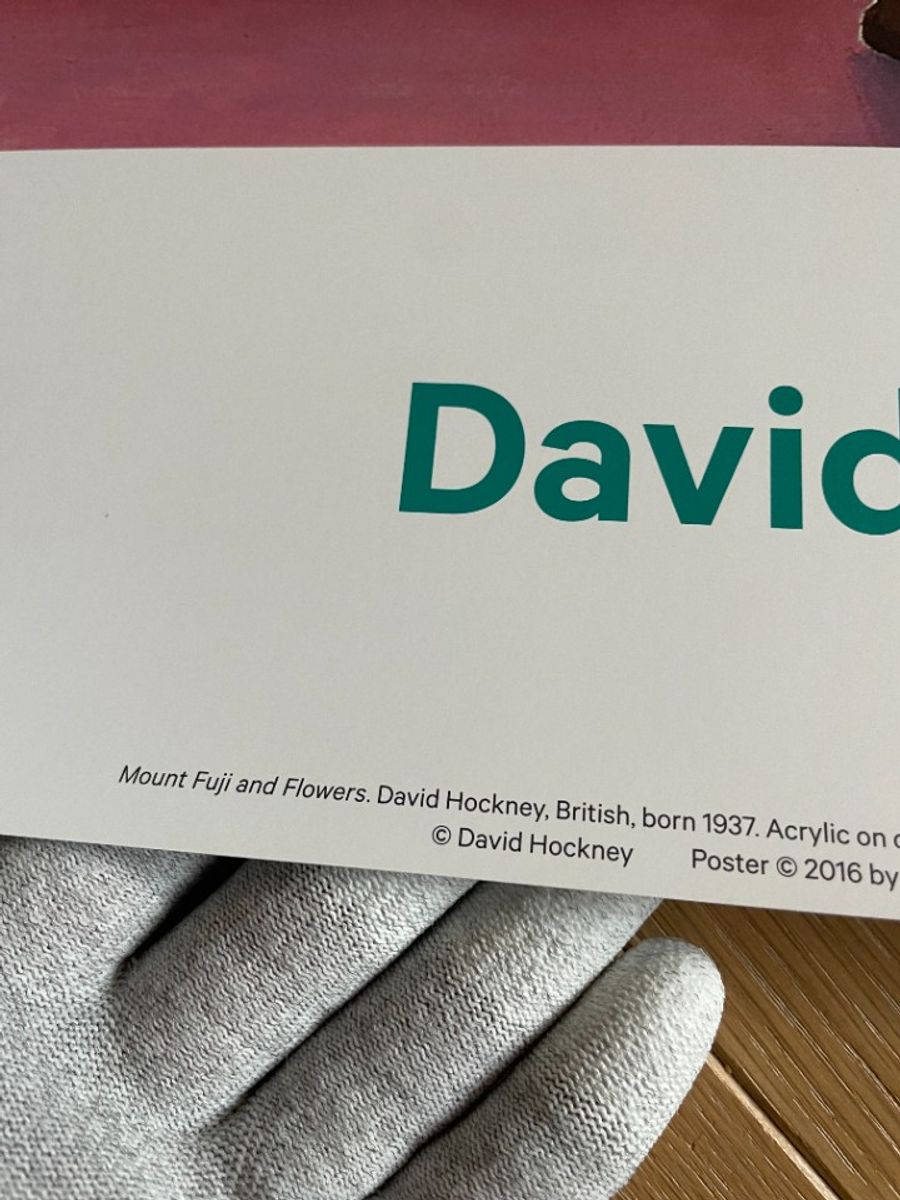 David
Mount Fuji and Flowers. David Hockney, British, born 1937. Acrylic on
© David Hockney Poster © 2016 by